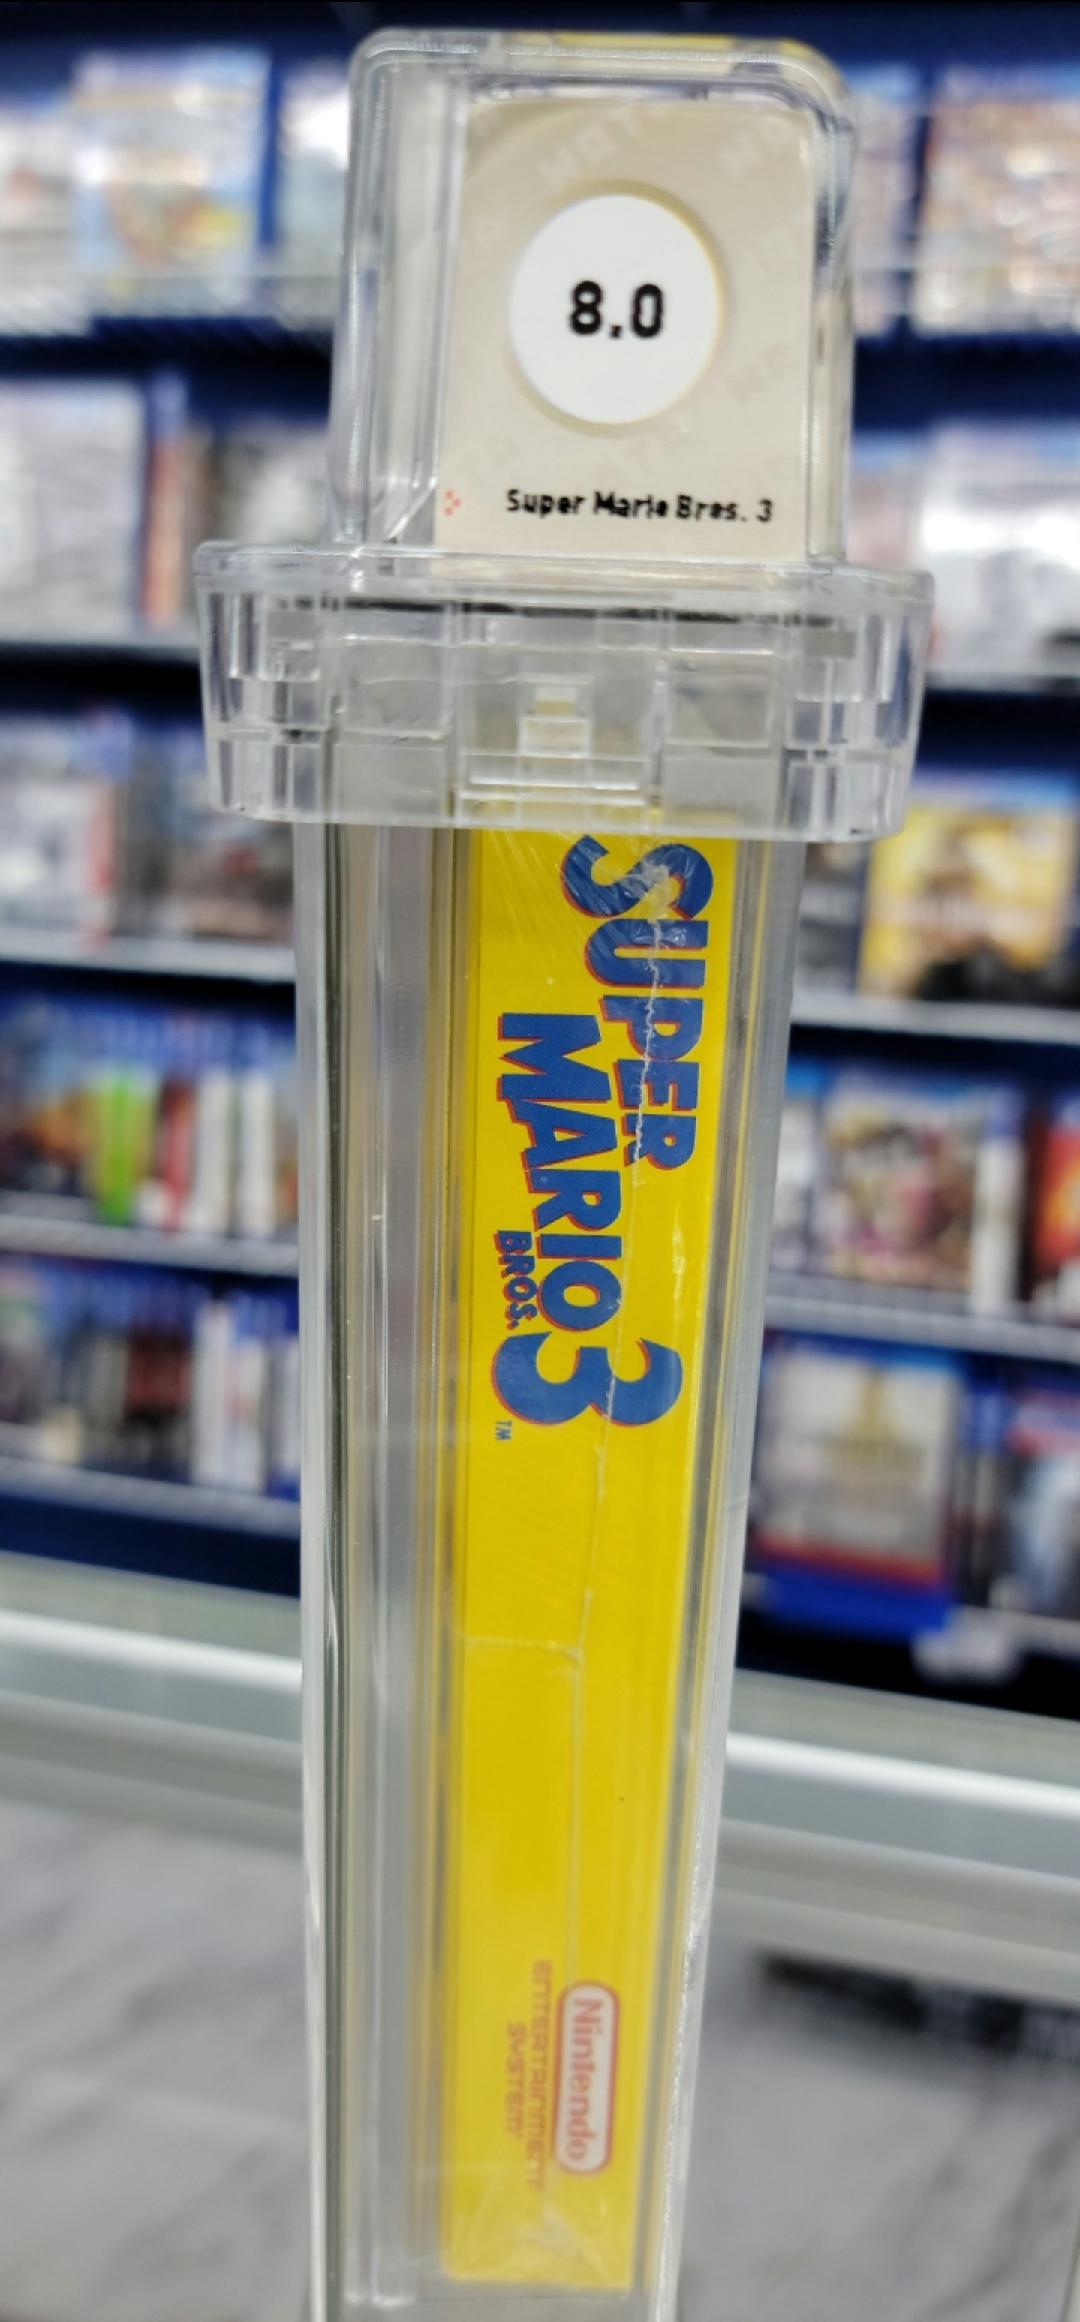 8.0
Super Mario Bros. 3
SUPER
MARIO 3
BROS.
TM
Nintendo
ENTERTAINMENT
SYSTEM